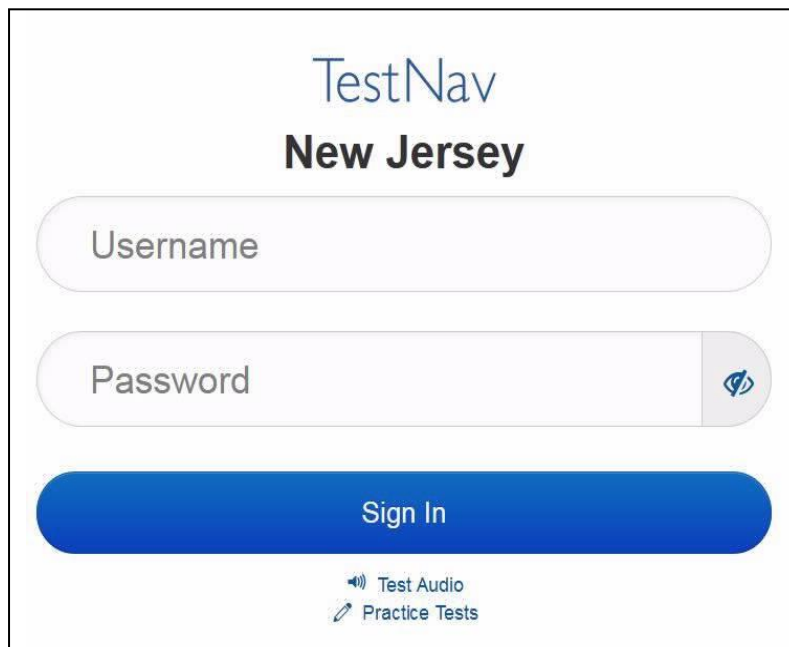 TestNav
New Jersey
Username
Password
Sign In
Test Audio
Practice Tests